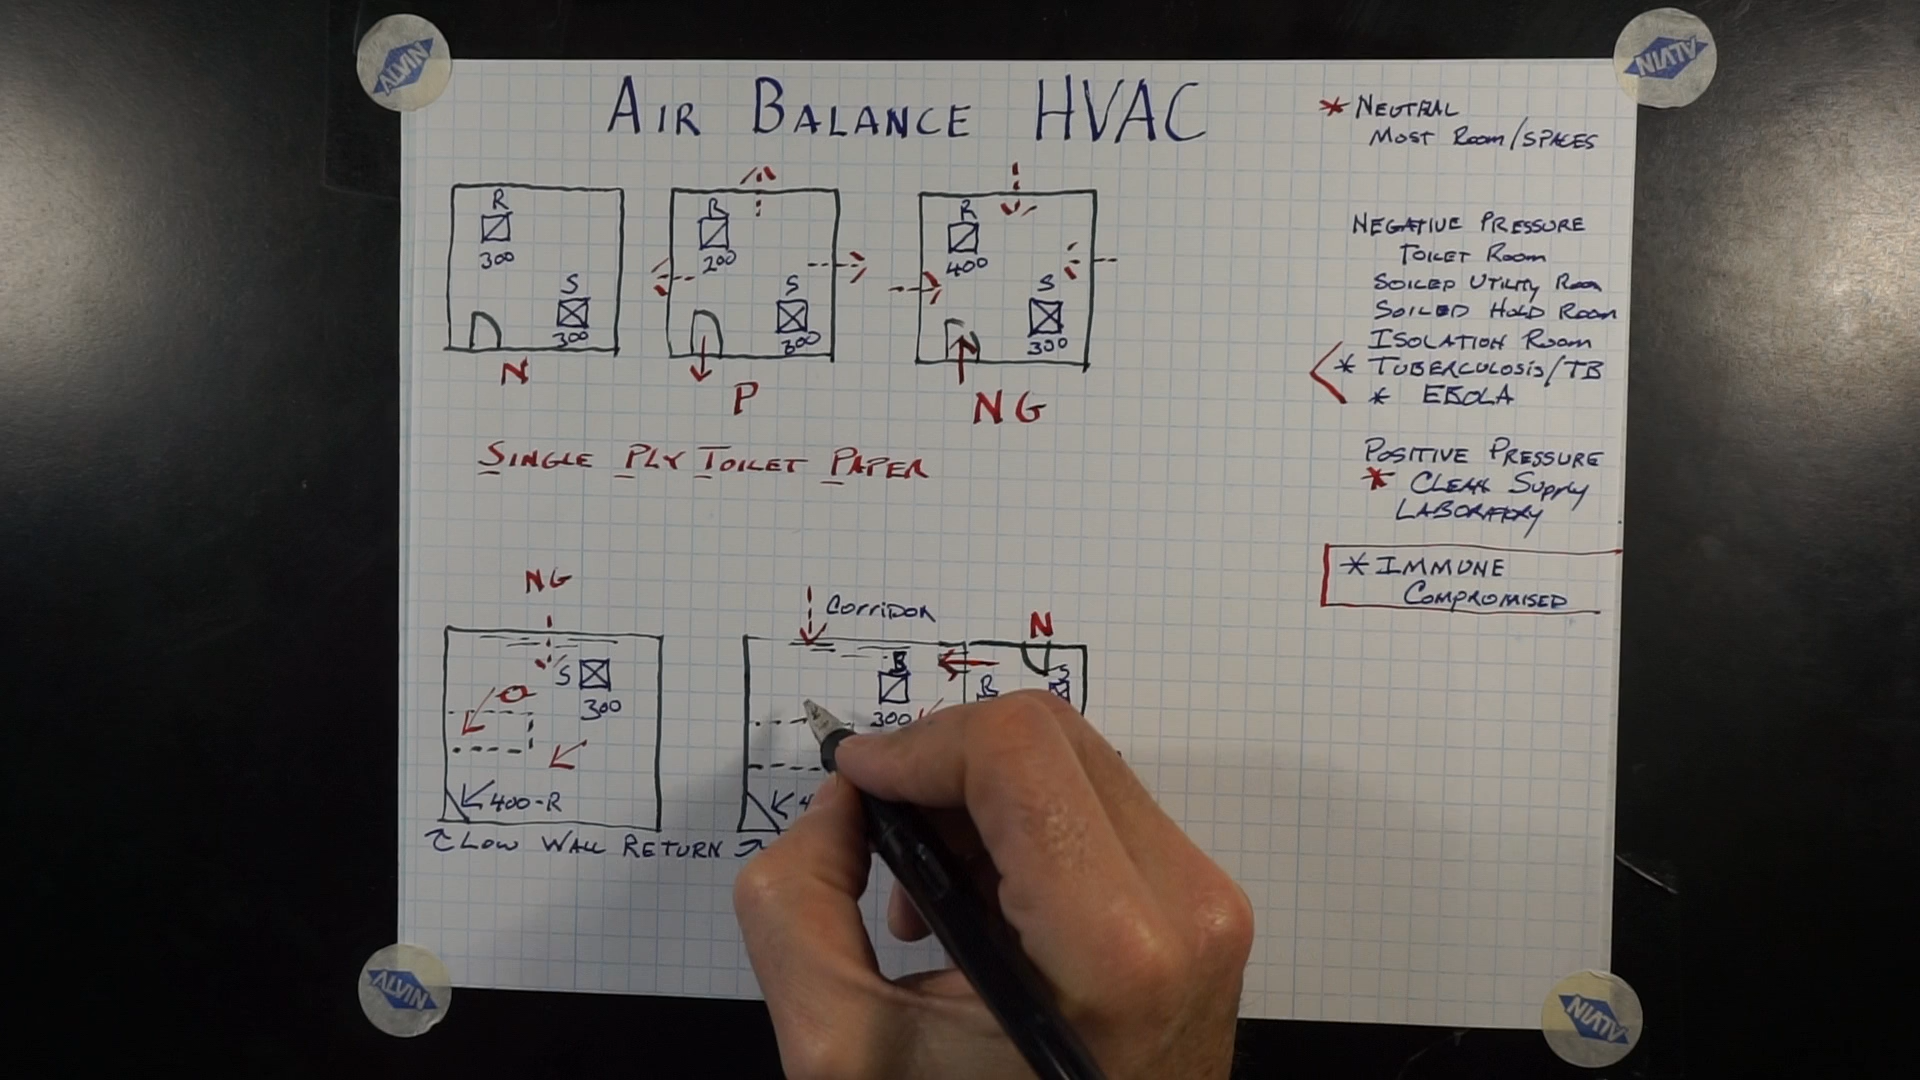 AIR BALANCE HVAC
R
300
S
300
N
R
200
S
300
P
R
400
S
300
NG
SINGLE PLY TOILET PAPER
NG
S
300
400-R
LOW WALL RETURN
CORRIDOR
300
N
R
S
* NEUTRAL
MOST ROOM/SPACES
NEGATIVE PRESSURE
TOILET ROOM
SOILED UTILITY ROOM
SOILED HOLD ROOM
ISOLATION ROOM
* TUBERCULOSIS/TB
* EBOLA
POSITIVE PRESSURE
* CLEAN SUPPLY
LABORATORY
* IMMUNE
COMPROMISED
ALVIN
ALVIN
ALVIN
ALVIN